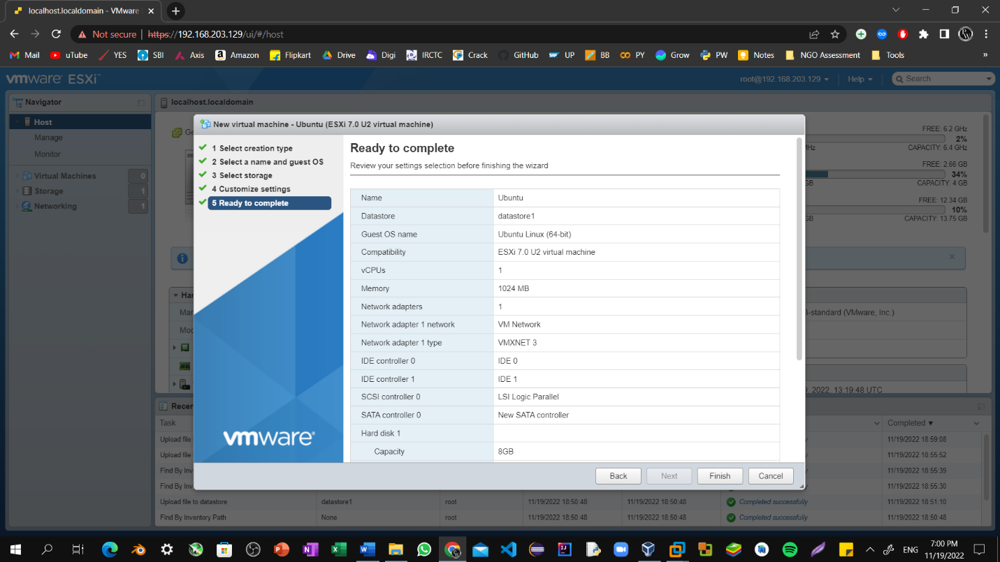 localhost.localdomain - VMware
Not secure | https://192.168.203.129/ui/#/host
Mail uTube YES SBI Axis Amazon Flipkart Drive Digi IRCTC Crack GitHub UP BB PY Grow PW Notes NGO Assessment Tools »
vmware ESXi™
root@192.168.203.129 Help Search
Navigator
localhost.localdomain
Host
Manage
Monitor
Virtual Machines 0
Storage 1
Networking 1
FREE: 6.2 GHz
2%
CAPACITY: 6.4 GHz
FREE: 2.66 GB
34%
CAPACITY: 4 GB
FREE: 12.34 GB
10%
CAPACITY: 13.75 GB
New virtual machine - Ubuntu (ESXi 7.0 U2 virtual machine)
1 Select creation type
2 Select a name and guest OS
3 Select storage
4 Customize settings
5 Ready to complete
vmware®
Ready to complete
Review your settings selection before finishing the wizard
Name Ubuntu
Datastore datastore1
Guest OS name Ubuntu Linux (64-bit)
Compatibility ESXi 7.0 U2 virtual machine
vCPUs 1
Memory 1024 MB
Network adapters 1
Network adapter 1 network VM Network
Network adapter 1 type VMXNET 3
IDE controller 0 IDE 0
IDE controller 1 IDE 1
SCSI controller 0 LSI Logic Parallel
SATA controller 0 New SATA controller
Hard disk 1
Capacity 8GB
Back Next Finish Cancel
-standard (VMware, Inc.)
2022, 13:19:48 UTC
Recen
Task Completed ▼
Upload file t 11/19/2022 18:59:08
Upload file t 11/19/2022 18:55:52
Find By Inv 11/19/2022 18:55:39
Find By Inv 11/19/2022 18:55:30
Upload file to datastore datastore1 root 11/19/2022 18:50:48 11/19/2022 18:50:48 Completed successfully 11/19/2022 18:51:10
Find By Inventory Path None root 11/19/2022 18:50:48 11/19/2022 18:50:48 Completed successfully 11/19/2022 18:50:48
ENG
7:00 PM
11/19/2022